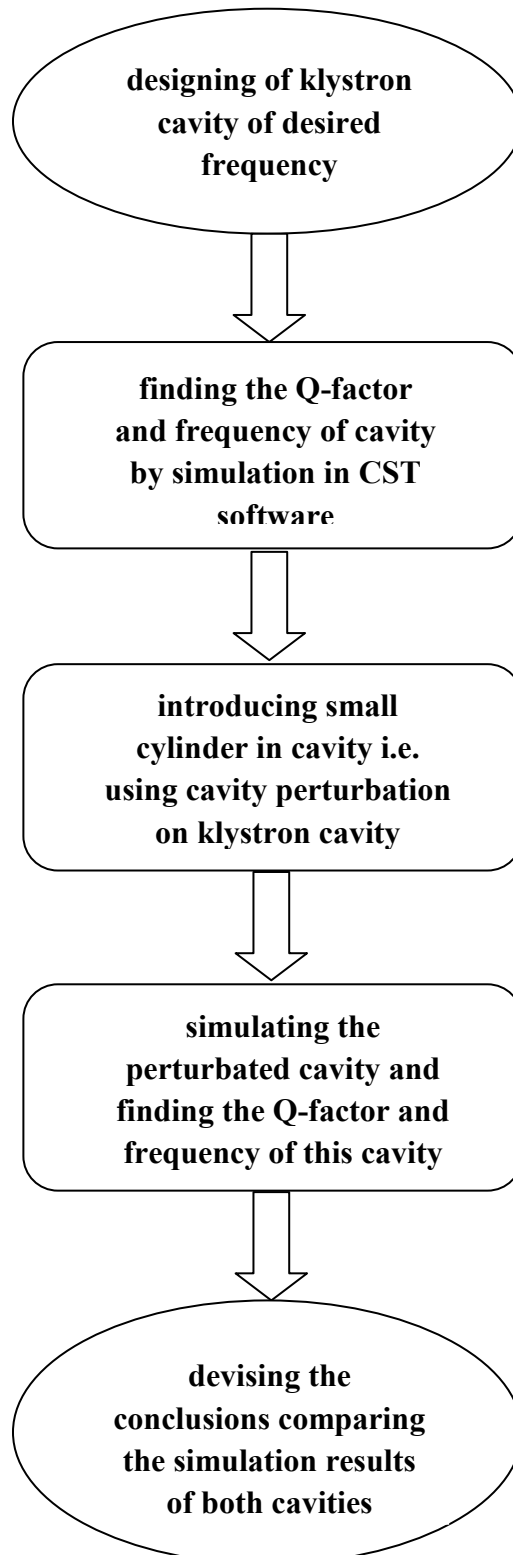 designing of klystron
cavity of desired
frequency
finding the Q-factor
and frequency of cavity
by simulation in CST
software
introducing small
cylinder in cavity i.e.
using cavity perturbation
on klystron cavity
simulating the
perturbated cavity and
finding the Q-factor and
frequency of this cavity
devising the
conclusions comparing
the simulation results
of both cavities